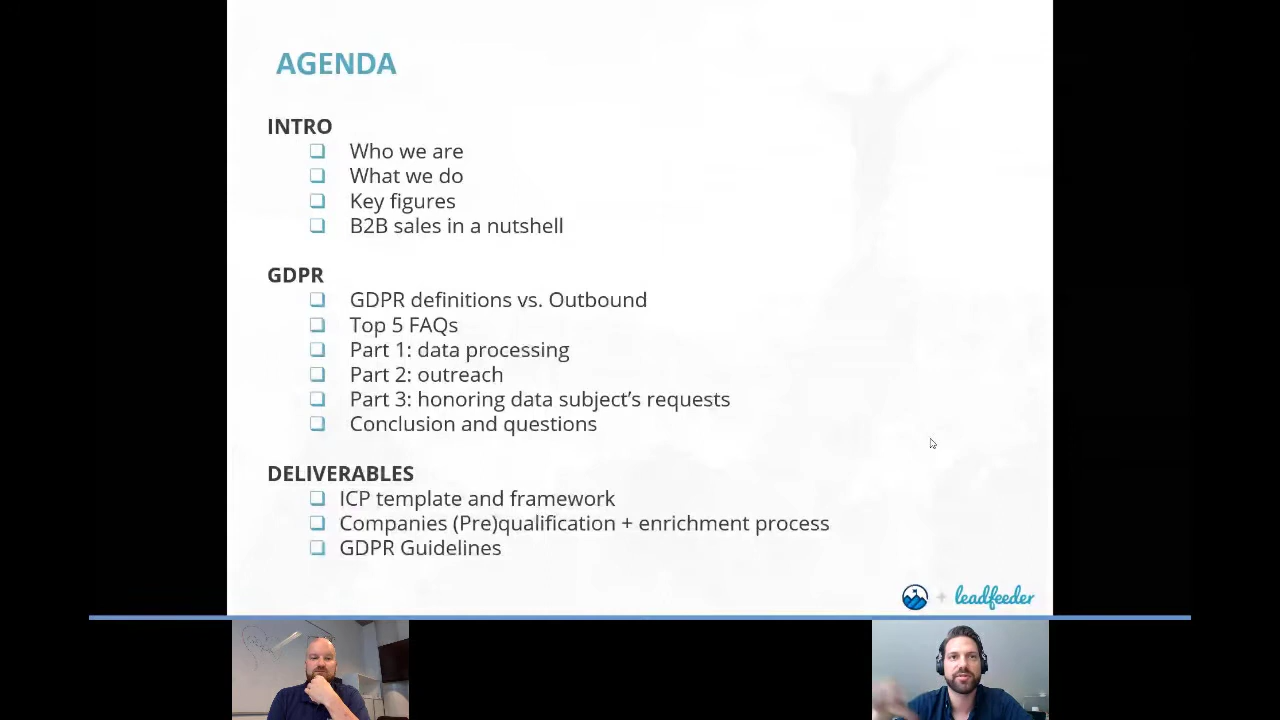 AGENDA
INTRO
Who we are
What we do
Key figures
B2B sales in a nutshell
GDPR
GDPR definitions vs. Outbound
Top 5 FAQs
Part 1: data processing
Part 2: outreach
Part 3: honoring data subject's requests
Conclusion and questions
DELIVERABLES
ICP template and framework
Companies (Pre)qualification + enrichment process
GDPR Guidelines
+ leadfeeder